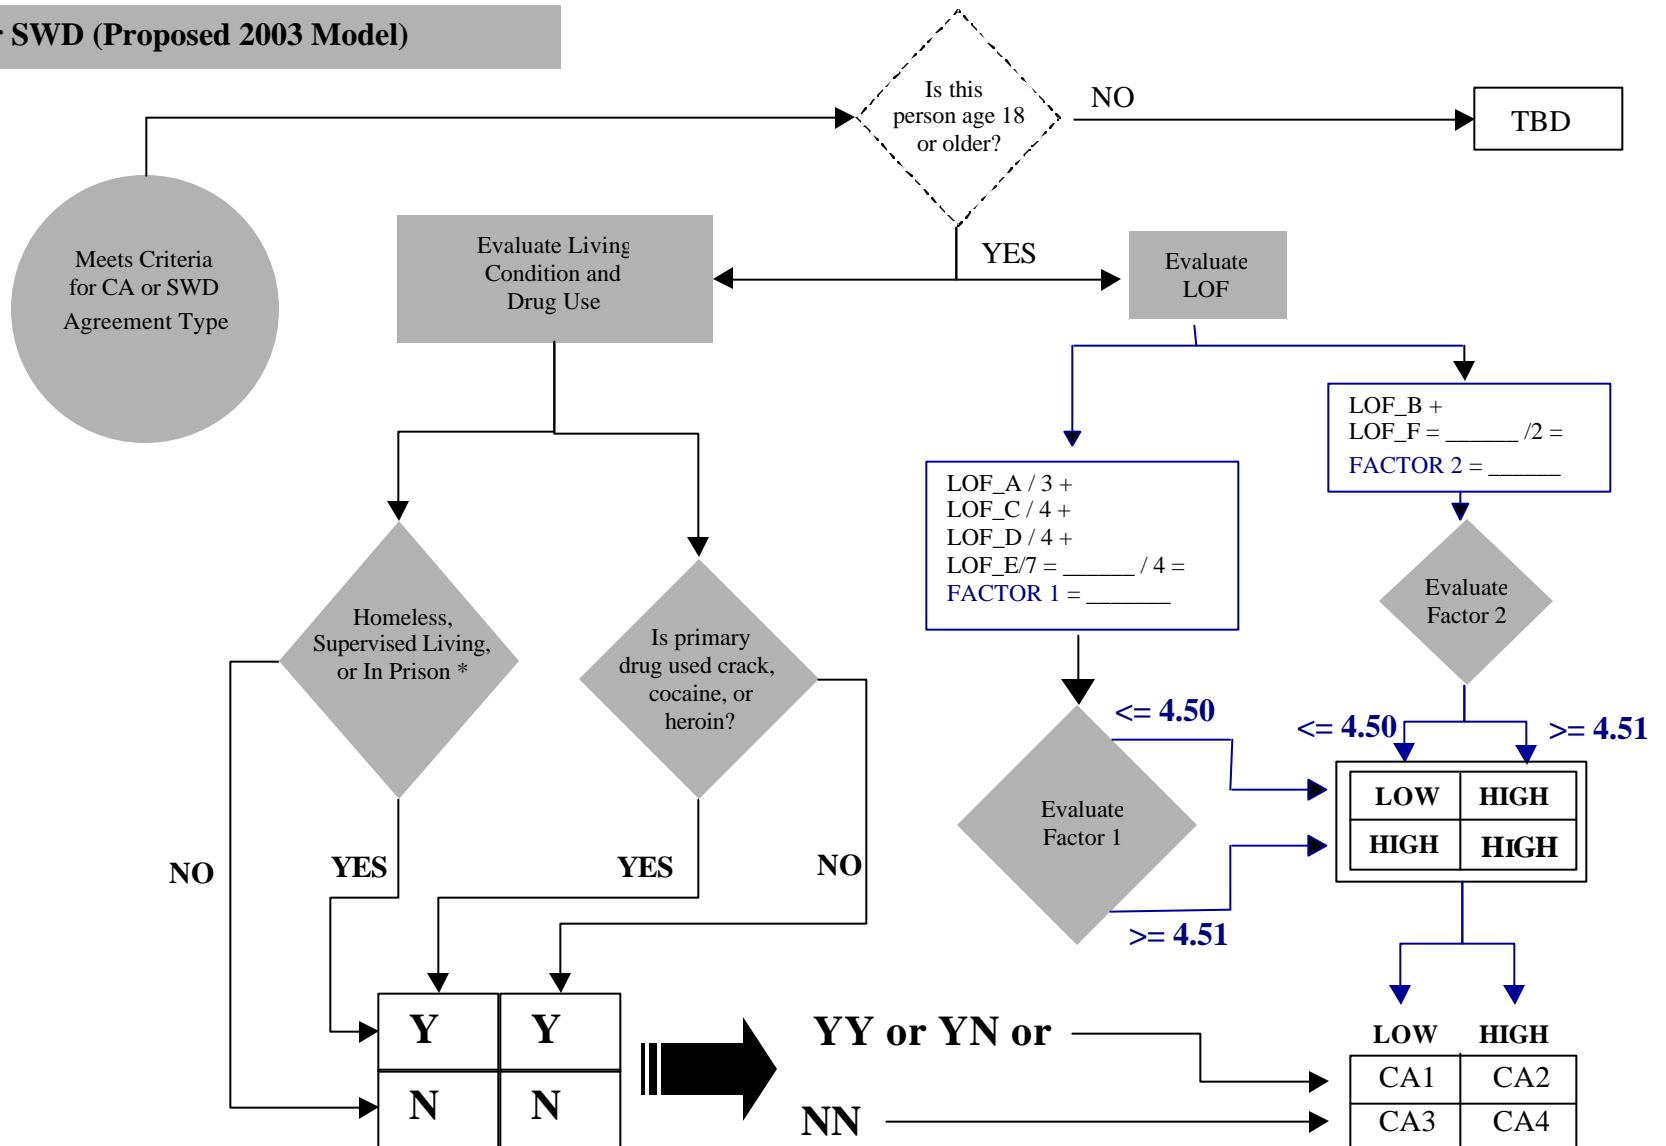 r SWD (Proposed 2003 Model)
Is this
person age 18
or older?
NO
TBD
Meets Criteria
for CA or SWD
Agreement Type
Evaluate Living
Condition and
Drug Use
YES
Evaluate
LOF
LOF_B +
LOF_F = ______ /2 =
FACTOR 2 = ______
LOF_A / 3 +
LOF_C / 4 +
LOF_D / 4 +
LOF_E/7 = ______ / 4 =
FACTOR 1 = _______
Homeless,
Supervised Living,
or In Prison *
Is primary
drug used crack,
cocaine, or
heroin?
Evaluate
Factor 2
<= 4.50
<= 4.50
>= 4.51
Evaluate
Factor 1
LOW HIGH
HIGH HIGH
NO
YES
YES
NO
>= 4.51
Y Y
N N
YY or YN or
NN
LOW HIGH
CA1 CA2
CA3 CA4